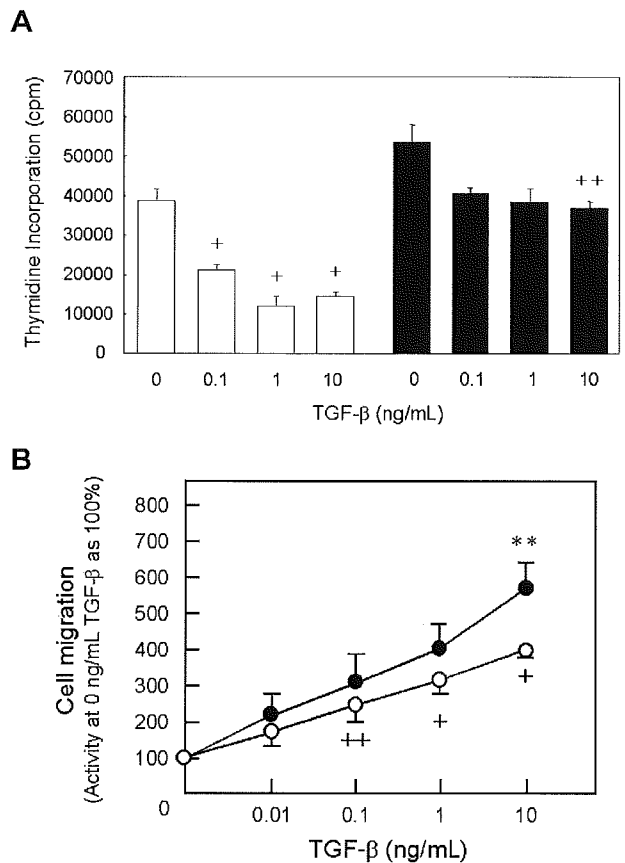 A
Thymidine Incorporation (cpm)
70000
60000
50000
40000
30000
20000
10000
0
+
+
+
++
0 0.1 1 10 0 0.1 1 10
TGF-β (ng/mL)
B
Cell migration
(Activity at 0 ng/mL TGF-β as 100%)
800
700
600
500
400
300
200
100
0
**
++
+
+
0.01 0.1 1 10
TGF-β (ng/mL)